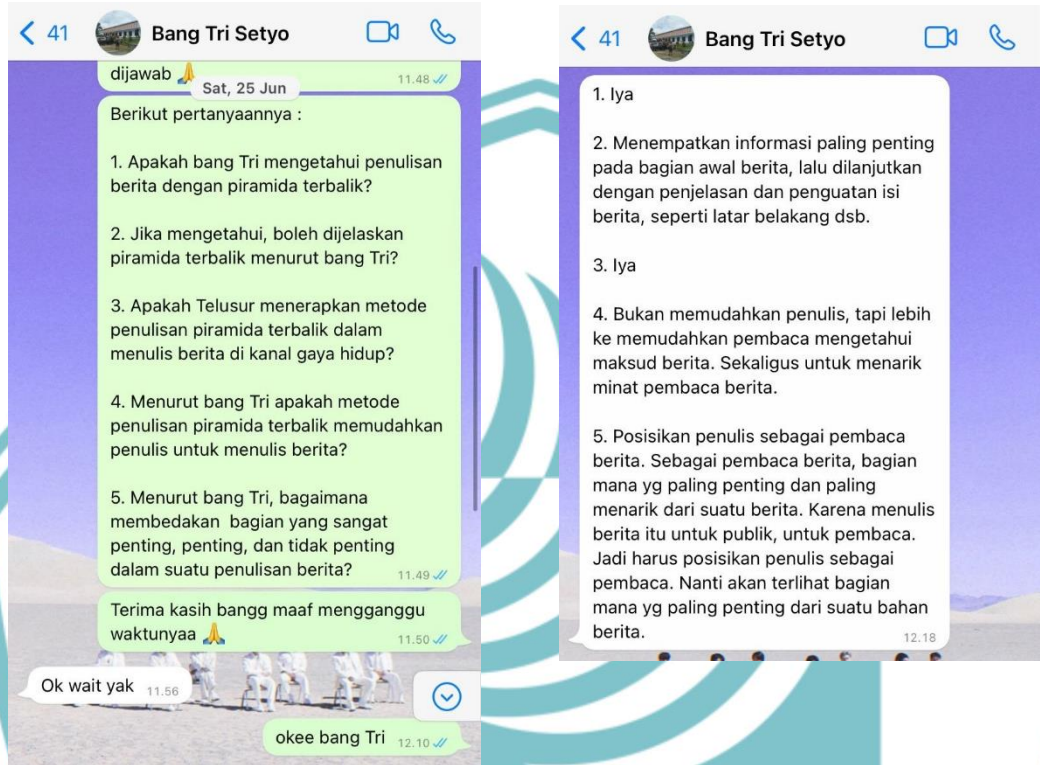 41
Bang Tri Setyo
dijawab 🙏
11.48
Sat, 25 Jun
Berikut pertanyaannya :
1. Apakah bang Tri mengetahui penulisan
berita dengan piramida terbalik?
2. Jika mengetahui, boleh dijelaskan
piramida terbalik menurut bang Tri?
3. Apakah Telusur menerapkan metode
penulisan piramida terbalik dalam
menulis berita di kanal gaya hidup?
4. Menurut bang Tri apakah metode
penulisan piramida terbalik memudahkan
penulis untuk menulis berita?
5. Menurut bang Tri, bagaimana
membedakan bagian yang sangat
penting, penting, dan tidak penting
dalam suatu penulisan berita?
11.49
Terima kasih bangg maaf mengganggu
waktunyaa 🙏
11.50
Ok wait yak 11.56
okee bang Tri 12.10
41
Bang Tri Setyo
1. Iya
2. Menempatkan informasi paling penting
pada bagian awal berita, lalu dilanjutkan
dengan penjelasan dan penguatan isi
berita, seperti latar belakang dsb.
3. Iya
4. Bukan memudahkan penulis, tapi lebih
ke memudahkan pembaca mengetahui
maksud berita. Sekaligus untuk menarik
minat pembaca berita.
5. Posisikan penulis sebagai pembaca
berita. Sebagai pembaca berita, bagian
mana yg paling penting dan paling
menarik dari suatu berita. Karena menulis
berita itu untuk publik, untuk pembaca.
Jadi harus posisikan penulis sebagai
pembaca. Nanti akan terlihat bagian
mana yg paling penting dari suatu bahan
berita.
12.18